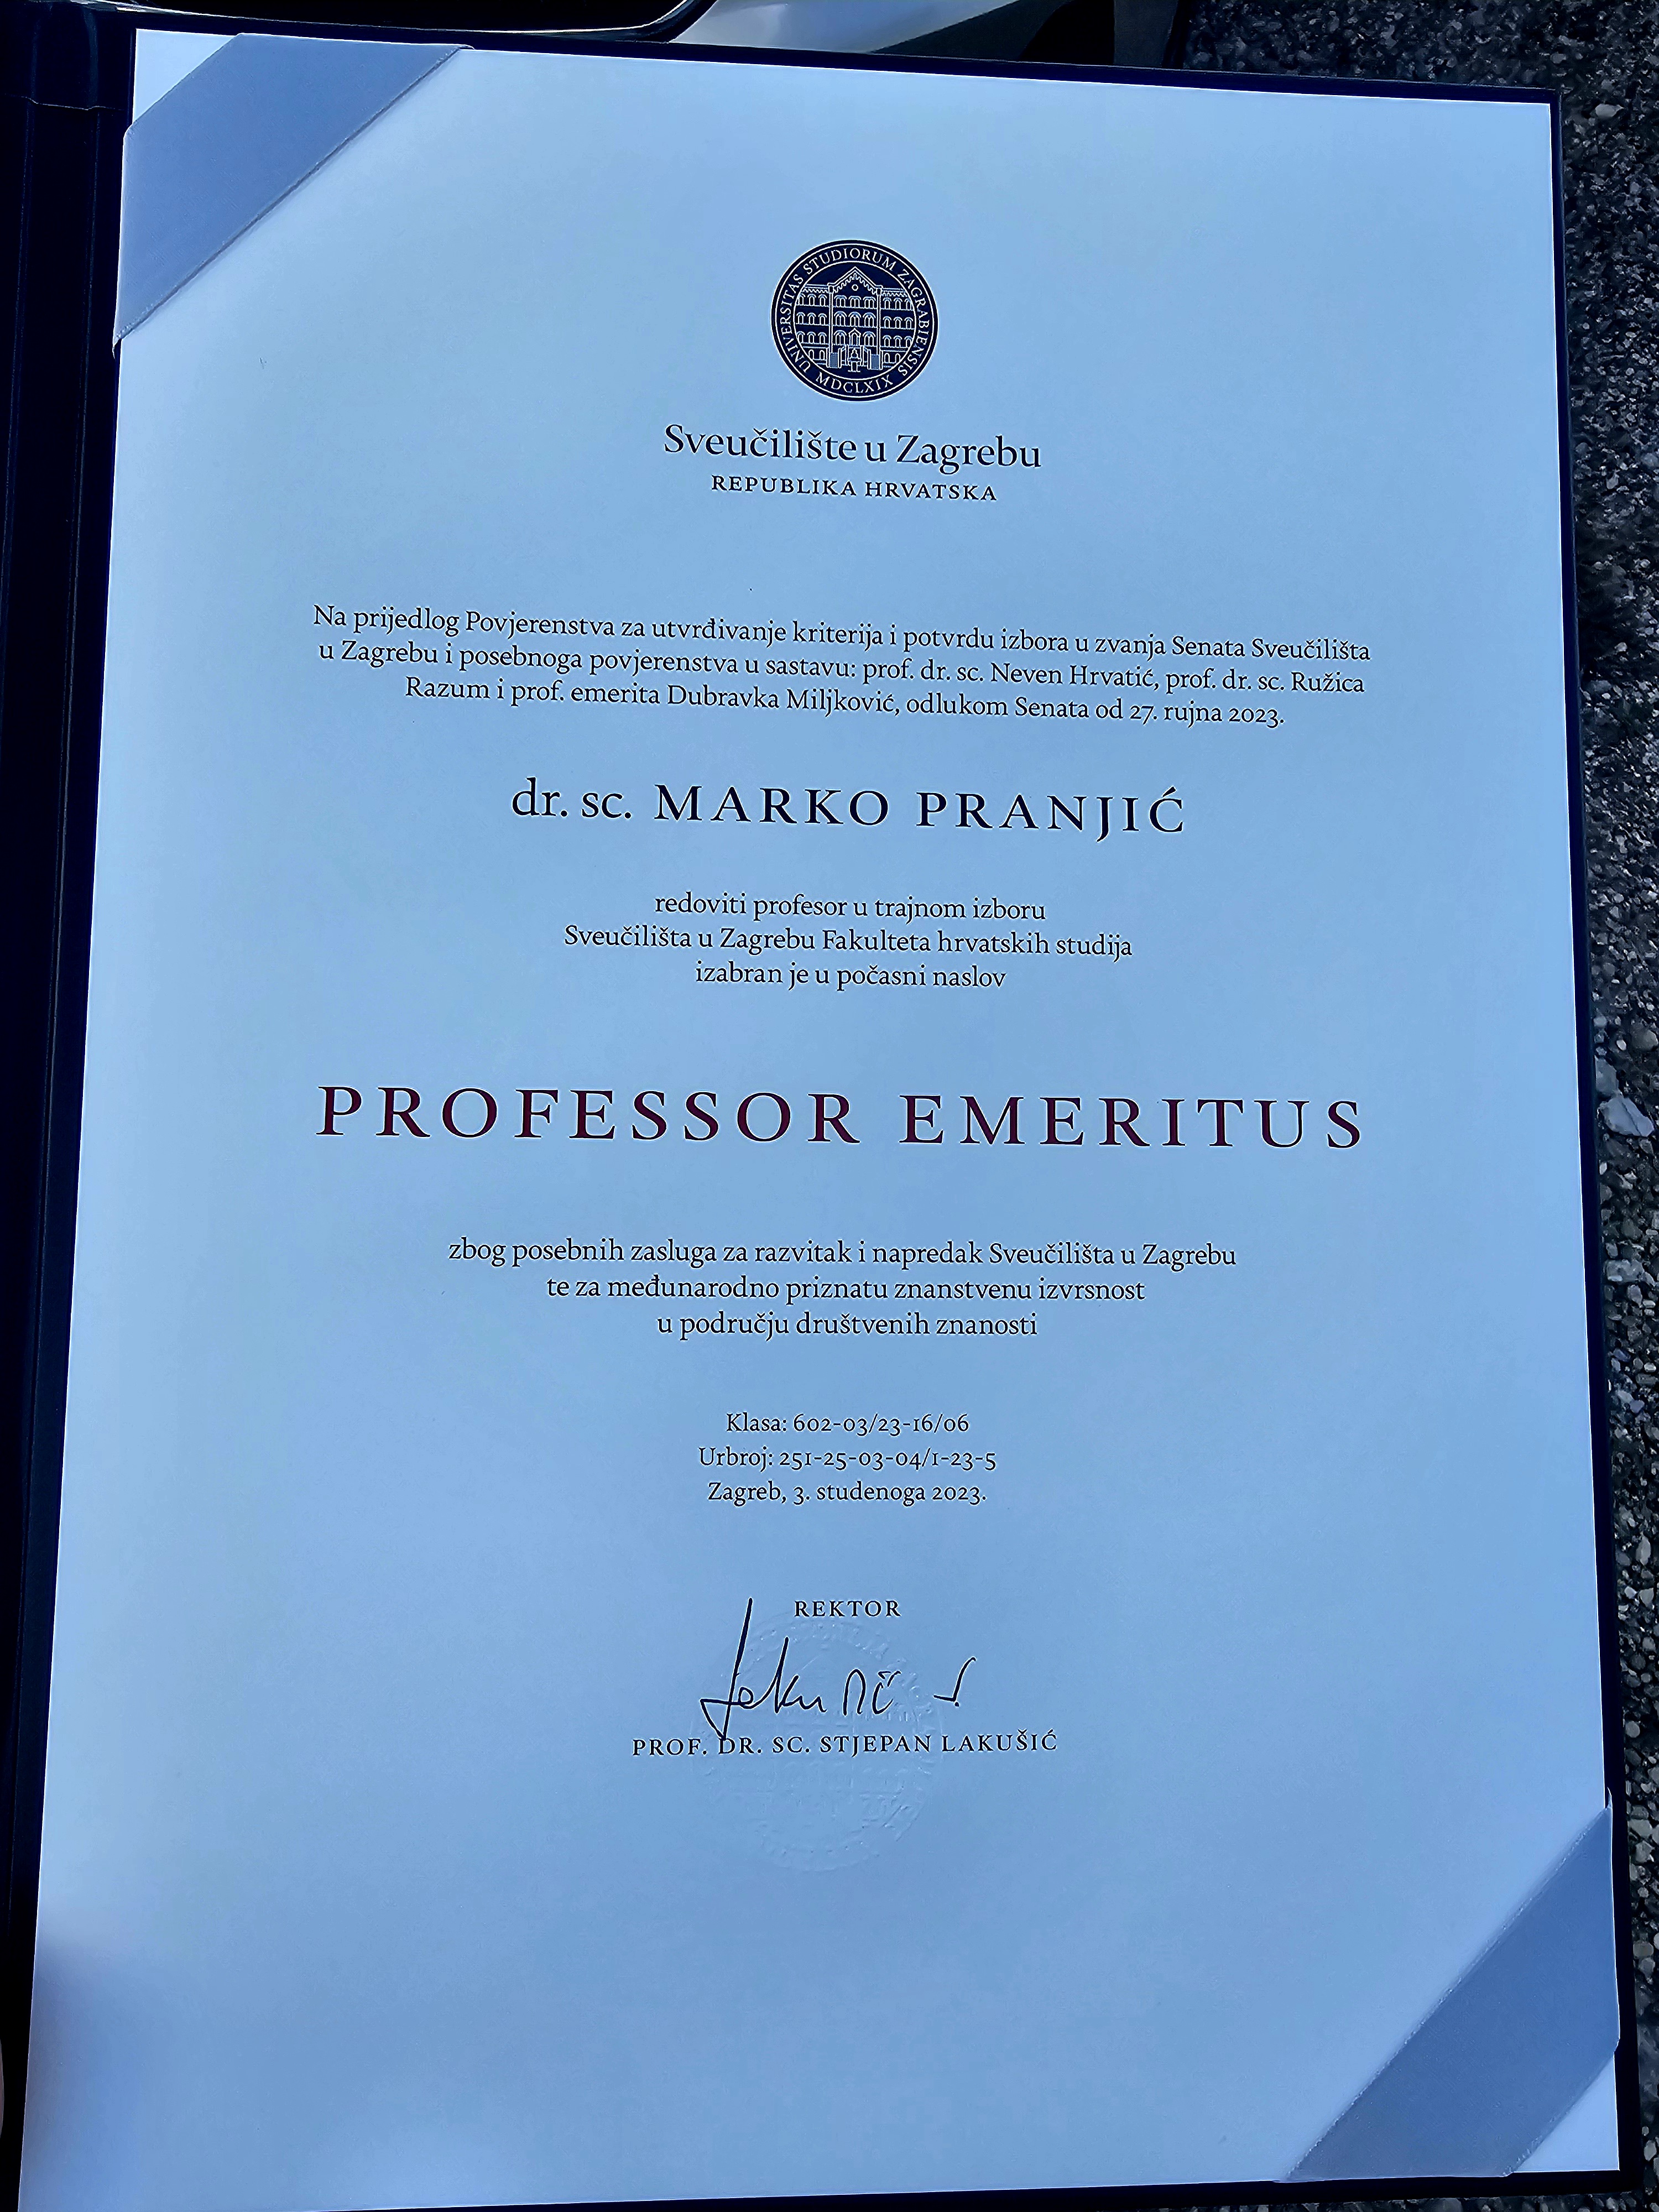 UNIVERSITAS STUDIORUM ZAGRABIENSIS
MDCLXIX
Sveučilište u Zagrebu
REPUBLIKA HRVATSKA
Na prijedlog Povjerenstva za utvrđivanje kriterija i potvrdu izbora u zvanja Senata Sveučilišta
u Zagrebu i posebnoga povjerenstva u sastavu: prof. dr. sc. Neven Hrvatić, prof. dr. sc. Ružica
Razum i prof. emerita Dubravka Miljković, odlukom Senata od 27. rujna 2023.
dr. sc. MARKO PRANJIĆ
redoviti profesor u trajnom izboru
Sveučilišta u Zagrebu Fakulteta hrvatskih studija
izabran je u počasni naslov
PROFESSOR EMERITUS
zbog posebnih zasluga za razvitak i napredak Sveučilišta u Zagrebu
te za međunarodno priznatu znanstvenu izvrsnost
u području društvenih znanosti
Klasa: 602-03/23-16/06
Urbroj: 251-25-03-04/1-23-5
Zagreb, 3. studenoga 2023.
REKTOR
PROF. DR. SC. STJEPAN LAKUŠIĆ